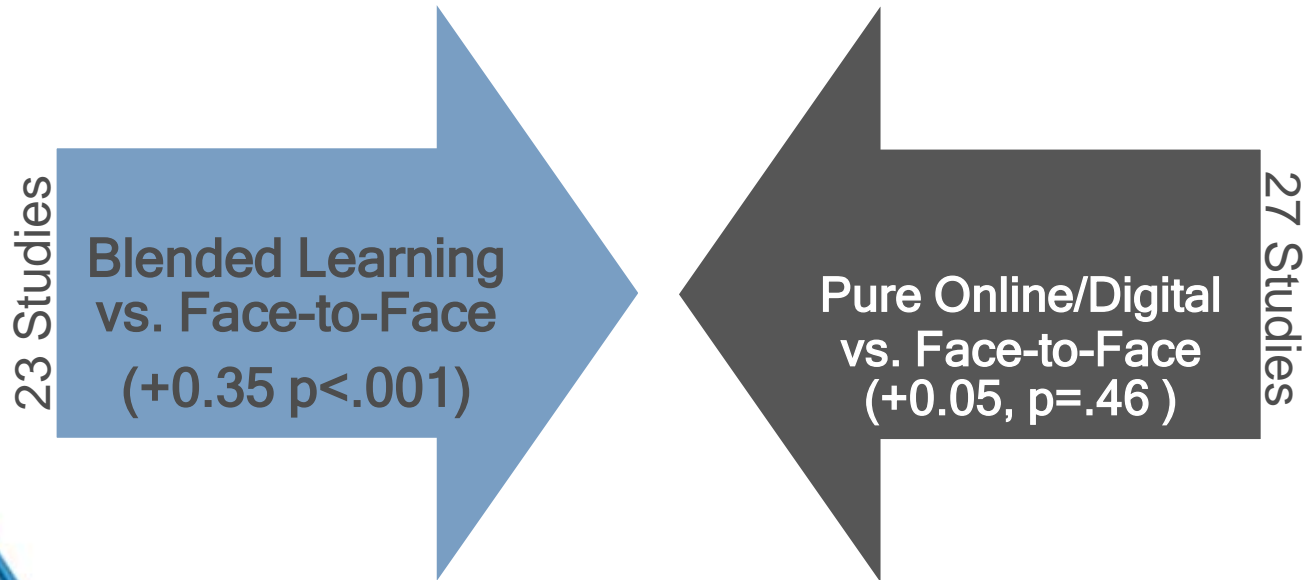 23 Studies
Blended Learning
vs. Face-to-Face
(+0.35 p<.001)
Pure Online/Digital
vs. Face-to-Face
(+0.05, p=.46 )
27 Studies